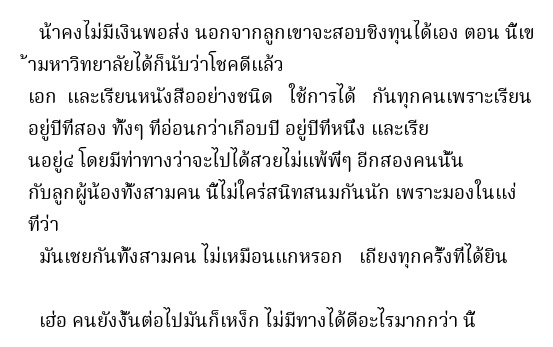 น้าคงไม่มีเงินพอส่ง นอกจากลูกเขาจะสอบชิงทุนได้เอง ตอน นี้เข
้ามหาวิทยาลัยได้ก็นับว่าโชคดีแล้ว
เอก และเรียนหนังสืออย่างชนิด ใช้การได้ กันทุกคนเพราะเรียน
อยู่ปีที่สอง ทั้งๆ ที่อ่อนกว่าเกือบปี อยู่ปีที่หนึ่ง และเรีย
นอยู่๔ โดยมีท่าทางว่าจะไปได้สวยไม่แพ้พี่ๆ อีกสองคนนั้น
กับลูกผู้น้องทั้งสามคน นี้ไม่ใคร่สนิทสนมกันนัก เพราะมองในแง่
ที่ว่า
มันเชยกันทั้งสามคน ไม่เหมือนแกหรอก เถียงทุกครั้งที่ได้ยิน
เฮ่อ คนยังงั้นต่อไปมันก็เหง็ก ไม่มีทางได้ดีอะไรมากกว่า นี้